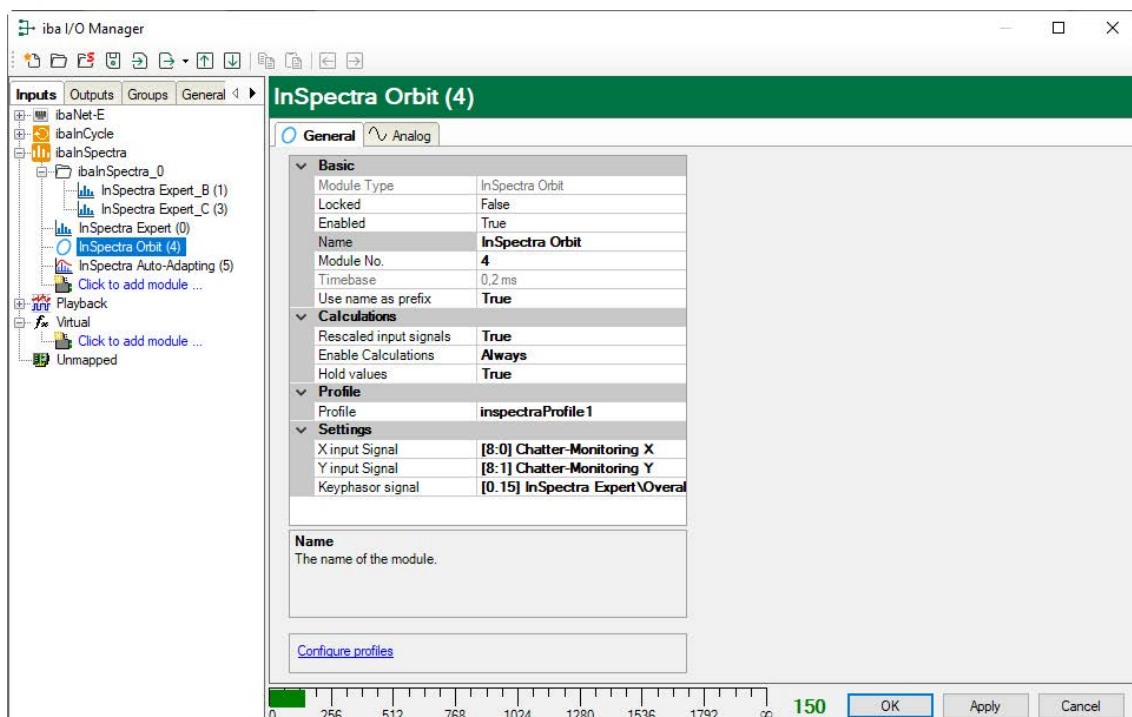 iba I/O Manager
Inputs Outputs Groups General
InSpectra Orbit (4)
ibaNet-E
ibaInCycle
ibaInSpectra
ibaInSpectra_0
InSpectra Expert_B (1)
InSpectra Expert_C (3)
InSpectra Expert (0)
InSpectra Orbit (4)
InSpectra Auto-Adapting (5)
Click to add module ...
Playback
Virtual
Click to add module ...
Unmapped
General Analog
Basic
Module Type InSpectra Orbit
Locked False
Enabled True
Name InSpectra Orbit
Module No. 4
Timebase 0,2 ms
Use name as prefix True
Calculations
Rescaled input signals True
Enable Calculations Always
Hold values True
Profile
Profile inspectraProfile1
Settings
X input Signal [8:0] Chatter-Monitoring X
Y input Signal [8:1] Chatter-Monitoring Y
Keyphasor signal [0.15] InSpectra Expert\Overal
Name
The name of the module.
Configure profiles
0 256 512 768 1024 1280 1536 1792 ∞
150 OK Apply Cancel